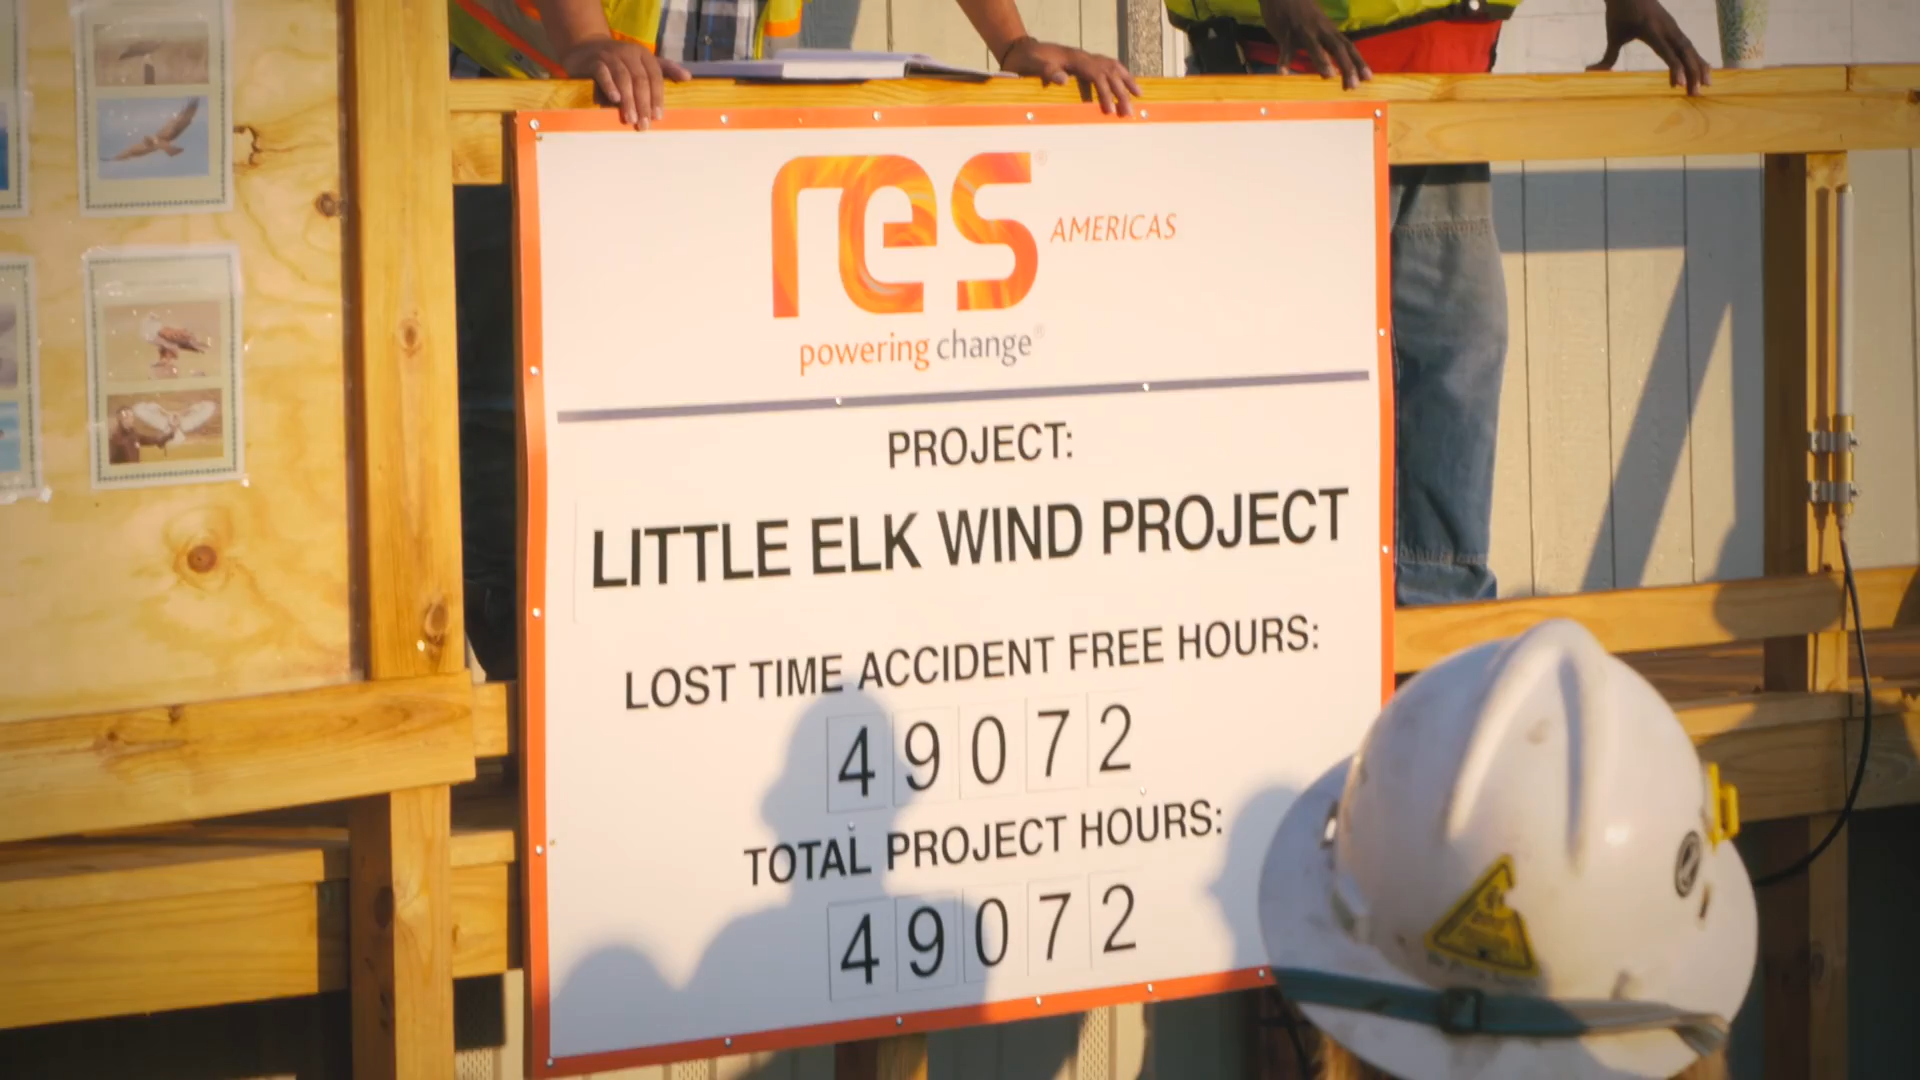 res AMERICAS
powering change
PROJECT:
LITTLE ELK WIND PROJECT
LOST TIME ACCIDENT FREE HOURS:
49072
TOTAL PROJECT HOURS:
49072